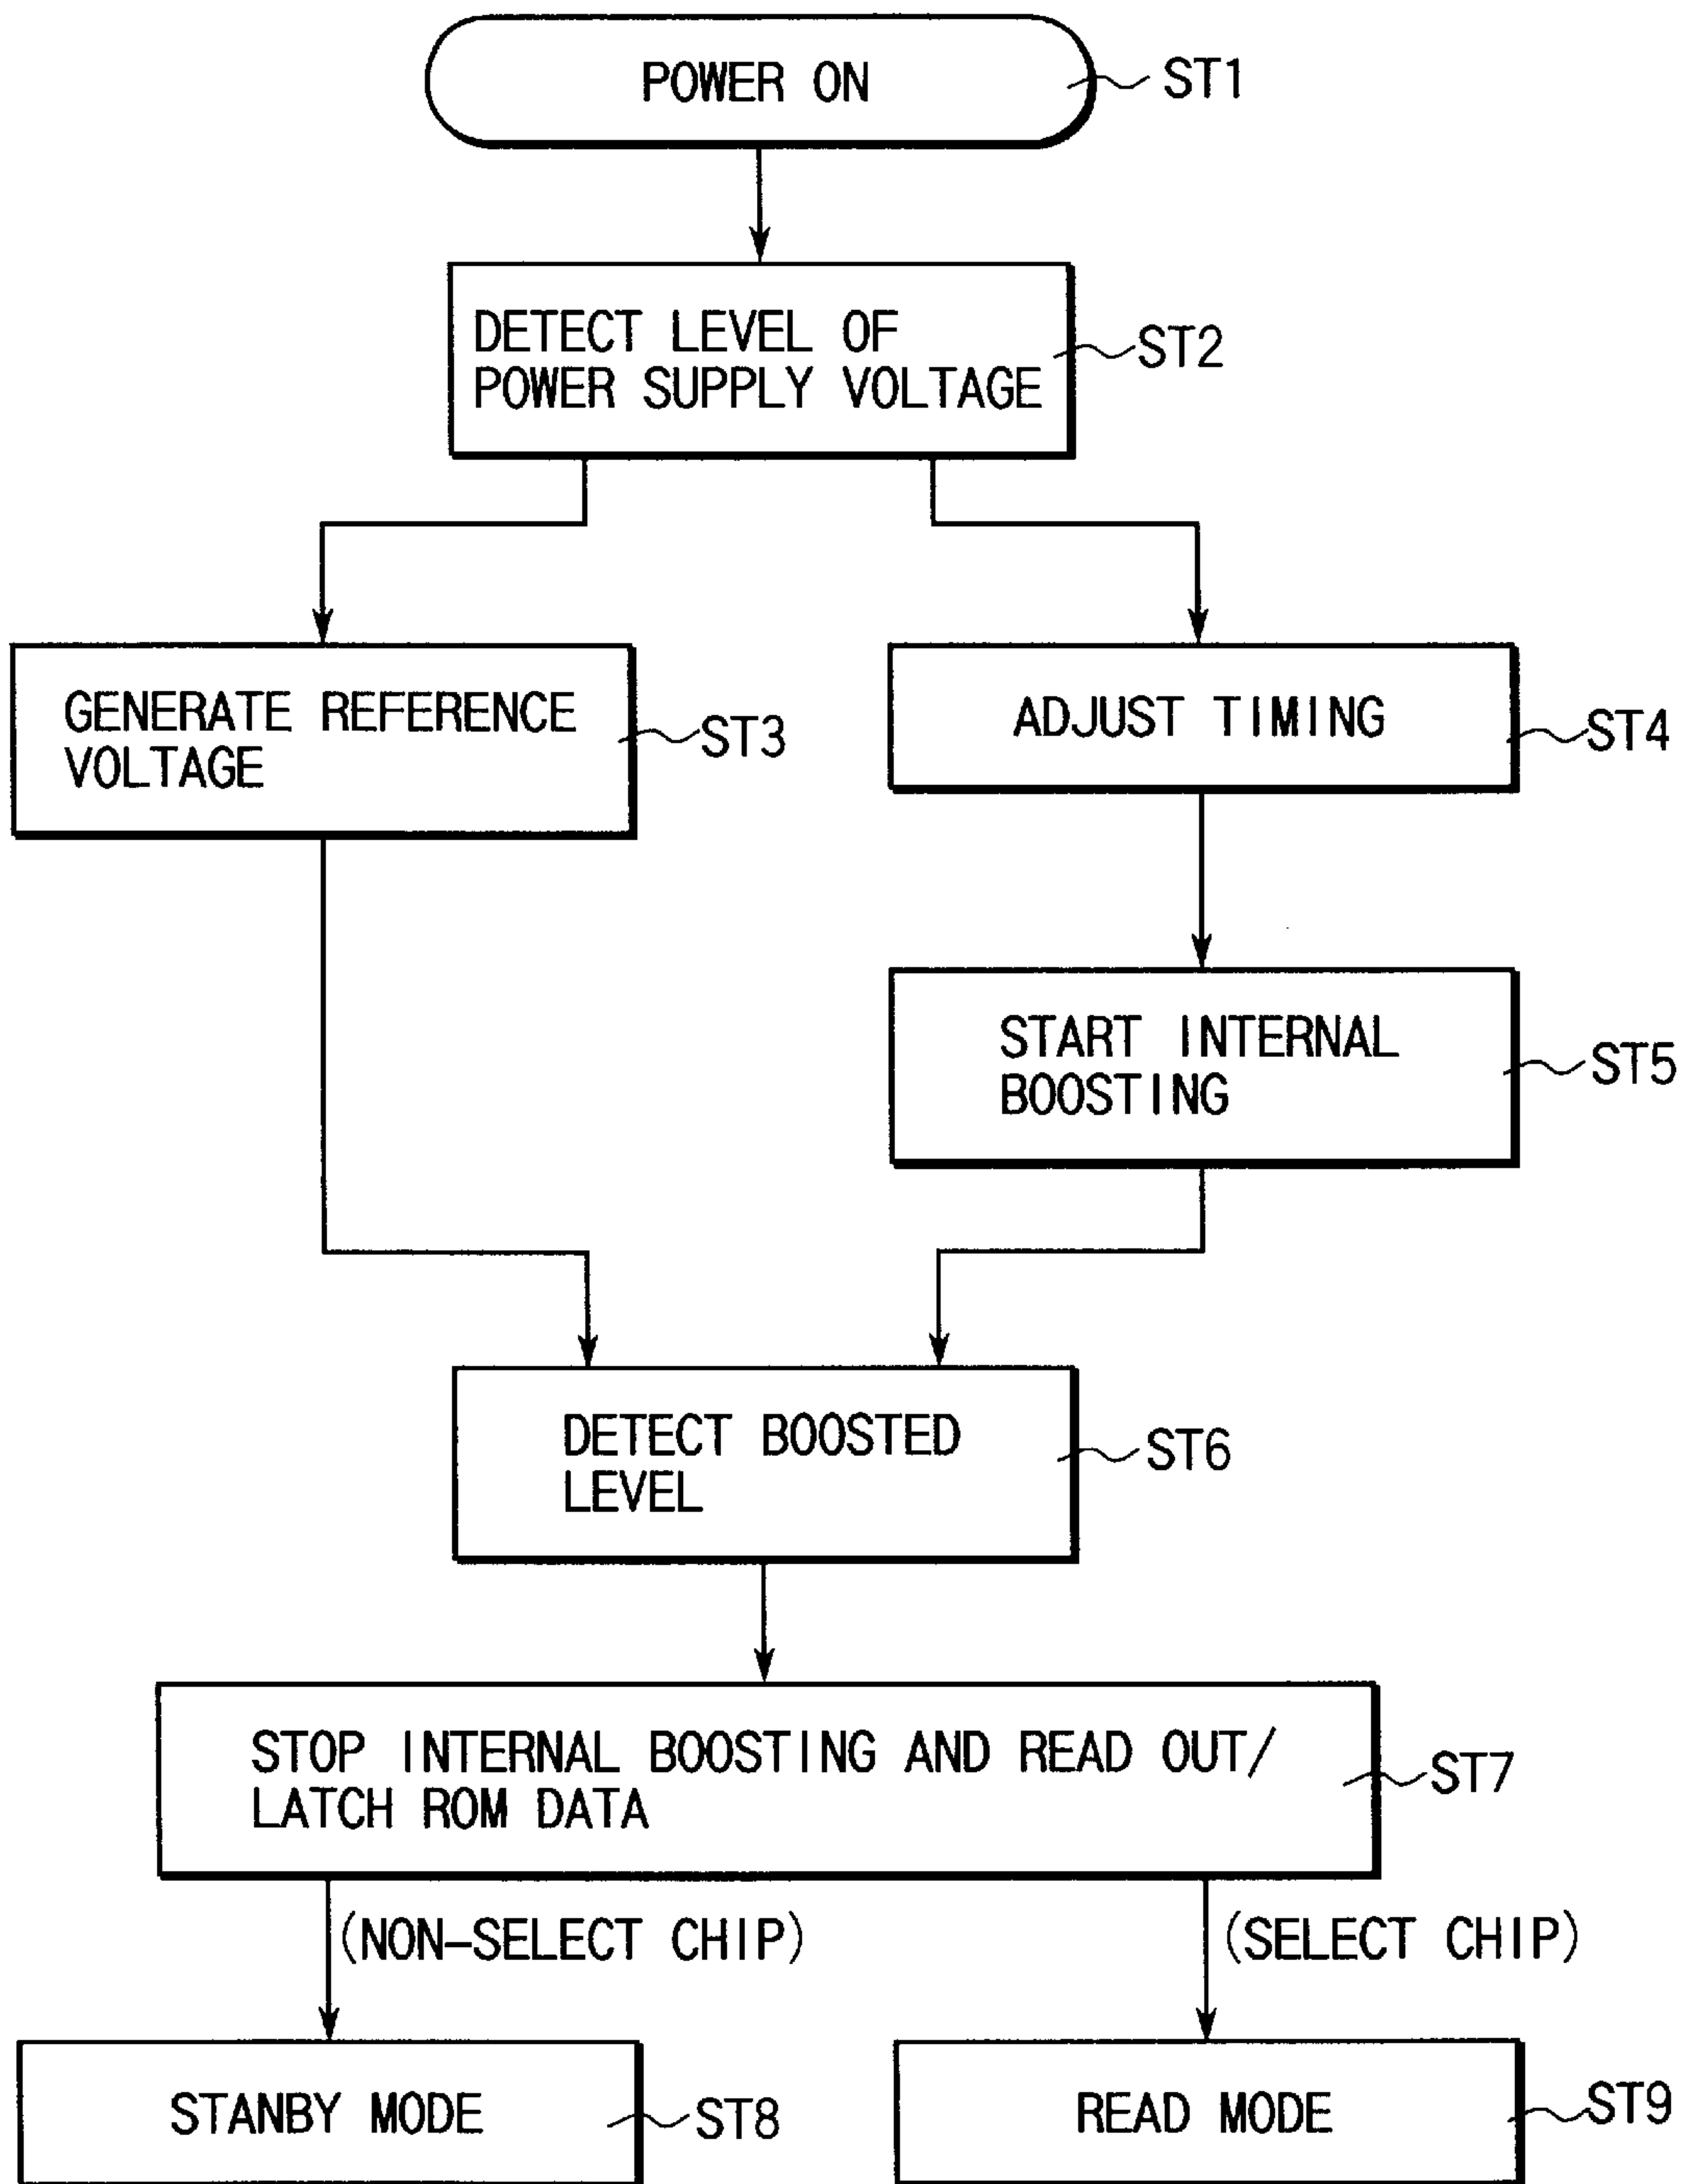 POWER ON
ST1
DETECT LEVEL OF
POWER SUPPLY VOLTAGE
ST2
GENERATE REFERENCE
VOLTAGE
ST3
ADJUST TIMING
ST4
START INTERNAL
BOOSTING
ST5
DETECT BOOSTED
LEVEL
ST6
STOP INTERNAL BOOSTING AND READ OUT/
LATCH ROM DATA
ST7
(NON-SELECT CHIP)
(SELECT CHIP)
STANBY MODE
ST8
READ MODE
ST9